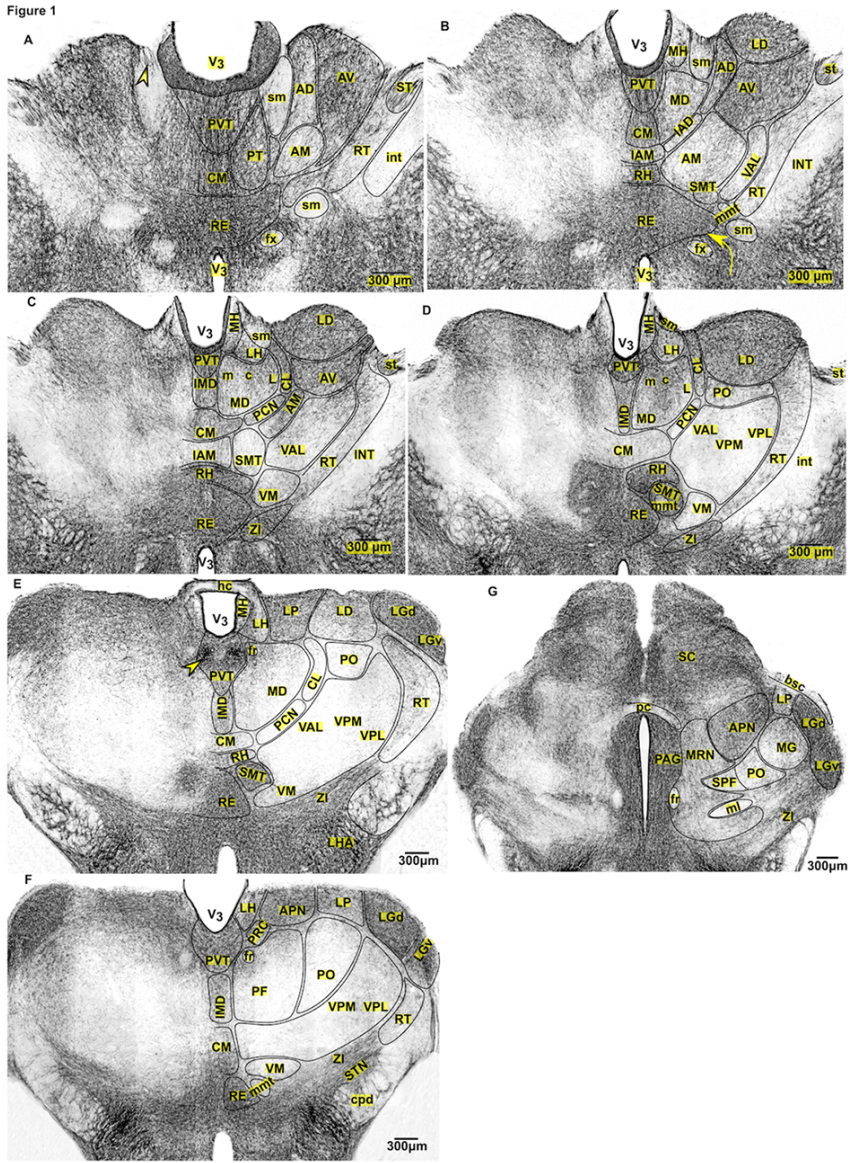 Figure 1
A
V3
sm
AD
AV
ST
PVT
PT
AM
RT
int
CM
sm
RE
fx
V3
300 µm
B
V3
MH
sm
AD
LD
st
PVT
MD
AV
IAD
CM
IAM
AM
VAL
INT
RH
SMT
RT
RE
mmt
sm
fx
V3
300 µm
C
V3
MH
sm
LD
LH
PVT
st
IMD
m
c
L
CL
AV
MD
PCN
AM
CM
IAM
SMT
VAL
RT
INT
RH
VM
RE
ZI
V3
300 µm
D
V3
MH
sm
LH
CL
LD
PVT
st
m
c
L
PO
IMD
MD
PCN
VAL
VPL
CM
VPM
RT
int
RH
SMT
mmt
RE
VM
ZI
300 µm
E
hc
V3
MH
LH
LP
LD
LGd
LGv
fr
PVT
PO
CL
MD
RT
IMD
PCN
VAL
VPM
VPL
CM
RH
SMT
VM
ZI
RE
LHA
300µm
G
SC
bsc
pc
LP
APN
LGd
PAG
MRN
MG
PO
LGv
SPF
fr
ml
ZI
300µm
F
V3
LH
APN
LP
LGd
PRC
LGv
PVT
fr
PO
PF
IMD
VPM
VPL
RT
CM
ZI
VM
STN
RE
mmt
cpd
300µm